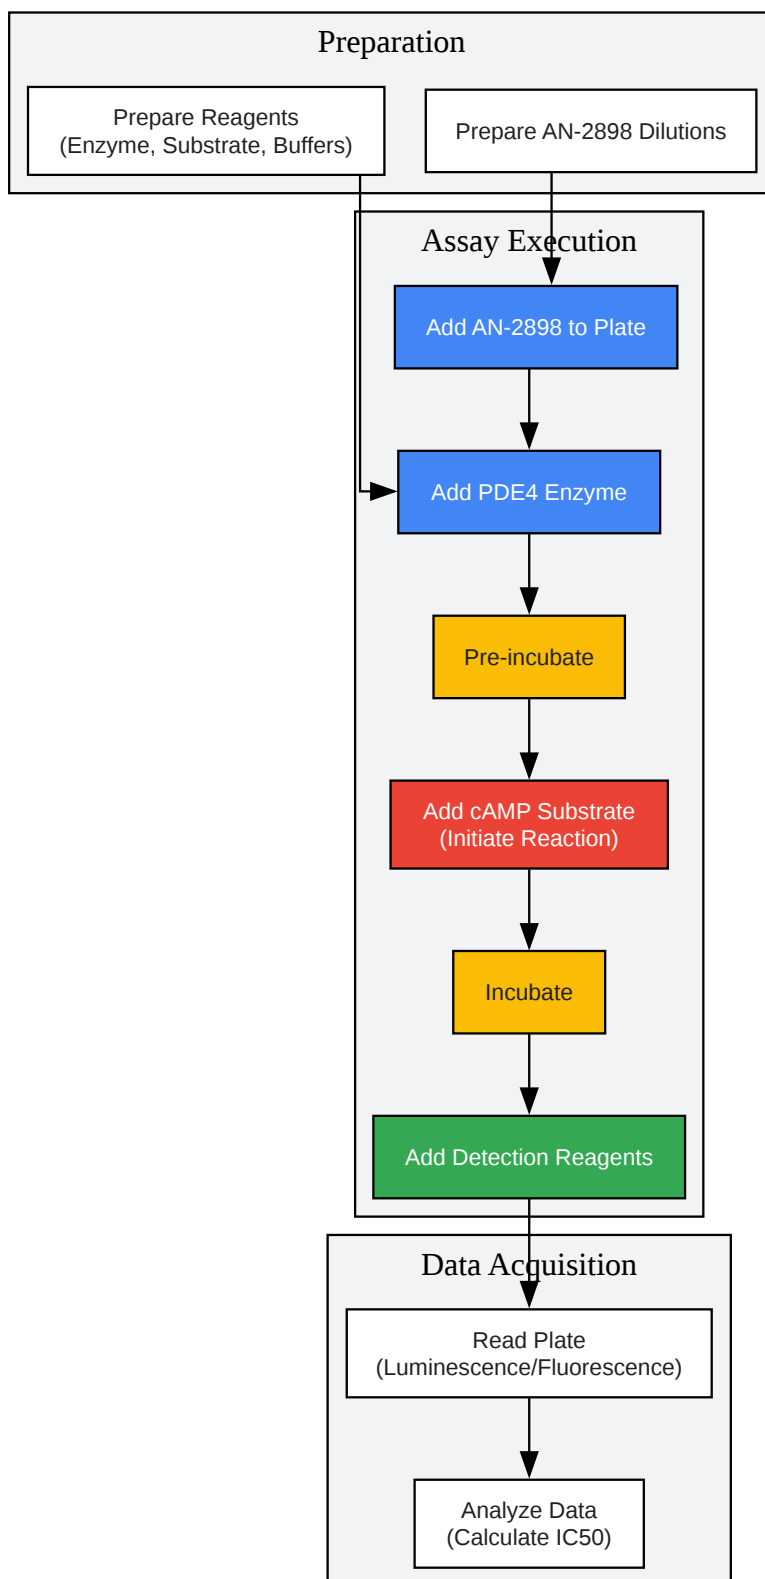 Preparation
Prepare Reagents
(Enzyme, Substrate, Buffers)
Prepare AN-2898 Dilutions
Assay Execution
Add AN-2898 to Plate
Add PDE4 Enzyme
Pre-incubate
Add cAMP Substrate
(Initiate Reaction)
Incubate
Add Detection Reagents
Data Acquisition
Read Plate
(Luminescence/Fluorescence)
Analyze Data
(Calculate IC50)